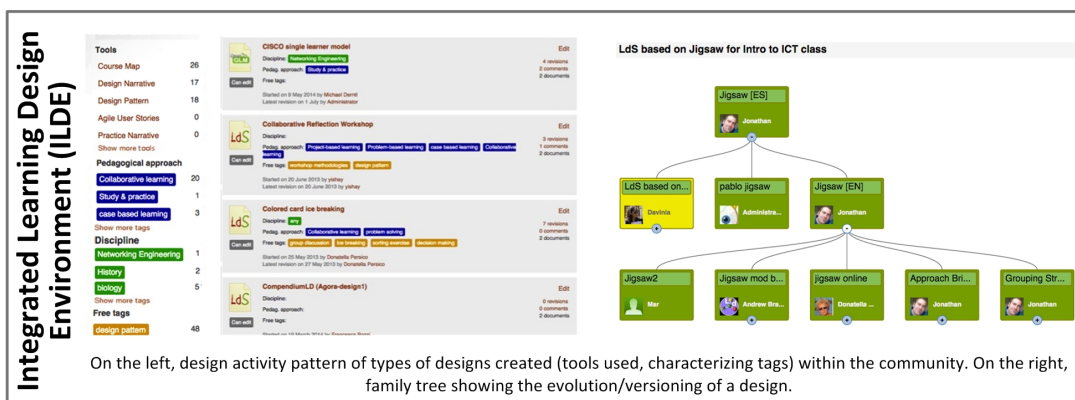 Integrated Learning Design
Environment (ILDE)
Tools
Course Map 26
Design Narrative 17
Design Pattern 18
Agile User Stories 0
Practice Narrative 0
Show more tools
Pedagogical approach
Collaborative learning 20
Study & practice 1
case based learning 3
Show more tags
Discipline
Networking Engineering 1
History 2
biology 5
Show more tags
Free tags
design pattern 48
CISCO single learner model Edit
Discipline: Networking Engineering
4 revisions
Pedag. approach: Study & practice
2 comments
Free tags:
2 documents
Can edit
Started on 9 May 2014 by Michael Derntl
Latest revision on 1 July by Administrator
Collaborative Reflection Workshop Edit
LdS
Discipline:
3 revisions
Pedag. approach: Project-based learning Problem-based learning case based learning Collaborative
learning
1 comments
2 documents
Free tags: workshop methodologies design pattern
Can edit
Started on 20 June 2013 by yishay
Latest revision on 20 June 2013 by yishay
Colored card ice breaking Edit
LdS
Discipline: any
7 revisions
Pedag. approach: Collaborative learning problem solving
0 comments
Free tags: group discussion ice breaking sorting exercise decision making
2 documents
Can edit
Started on 25 May 2013 by Donatella Persico
Latest revision on 27 May 2013 by Donatella Persico
CompendiumLD (Agora-design1) Edit
LdS
Discipline:
0 revisions
Pedag. approach:
0 comments
Free tags:
2 documents
Can edit
LdS based on Jigsaw for Intro to ICT class
Jigsaw [ES]
Jonathan
LdS based on... pablo jigsaw Jigsaw [EN]
Davinia Administra... Jonathan
Jigsaw2 Jigsaw mod b... jigsaw online Approach Bri... Grouping Str...
Mar Andrew Bra... Donatella ... Jonathan Jonathan
On the left, design activity pattern of types of designs created (tools used, characterizing tags) within the community. On the right,
family tree showing the evolution/versioning of a design.